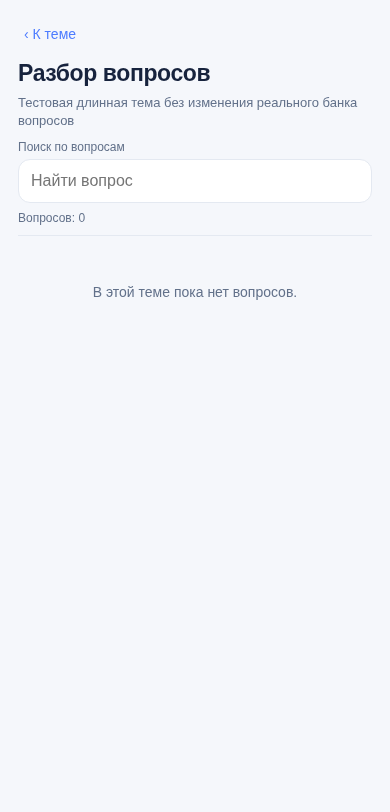 ‹ К теме
Разбор вопросов
Тестовая длинная тема без изменения реального банка
вопросов
Поиск по вопросам
Найти вопрос
Вопросов: 0
В этой теме пока нет вопросов.